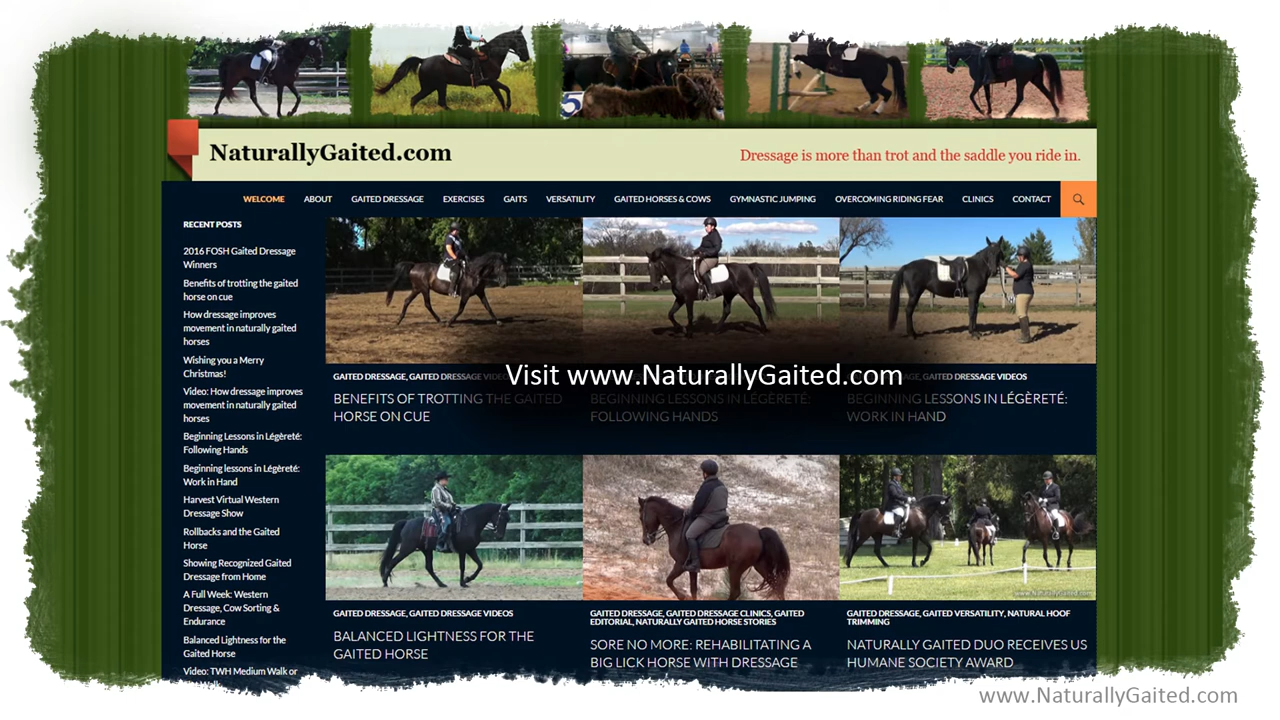 NaturallyGaited.com
Dressage is more than trot and the saddle you ride in.
WELCOME ABOUT GAITED DRESSAGE EXERCISES GAITS VERSATILITY GAITED HORSES & COWS GYMNASTIC JUMPING OVERCOMING RIDING FEAR CLINICS CONTACT
RECENT POSTS
2016 FOSH Gaited Dressage
Winners
Benefits of trotting the gaited
horse on cue
How dressage improves
movement in naturally gaited
horses
Wishing you a Merry
Christmas!
Video: How dressage improves
movement in naturally gaited
horses
Beginning Lessons in Légèreté:
Following Hands
Beginning lessons in Légèreté:
Work in Hand
Harvest Virtual Western
Dressage Show
Rollbacks and the Gaited
Horse
Showing Recognized Gaited
Dressage from Home
A Full Week: Western
Dressage, Cow Sorting &
Endurance
Balanced Lightness for the
Gaited Horse
Video: TWH Medium Walk or
5
Visit www.NaturallyGaited.com
GAITED DRESSAGE, GAITED DRESSAGE
BENEFITS OF TROTTING THE GAITED
HORSE ON CUE
BEGINNING LESSONS IN LÉGÈRETÉ:
FOLLOWING HANDS
GAITED DRESSAGE VIDEOS
BEGINNING LESSONS IN LÉGÈRETÉ:
WORK IN HAND
GAITED DRESSAGE, GAITED DRESSAGE VIDEOS
BALANCED LIGHTNESS FOR THE
GAITED HORSE
GAITED DRESSAGE, GAITED DRESSAGE CLINICS, GAITED
EDITORIAL, NATURALLY GAITED HORSE STORIES
SORE NO MORE: REHABILITATING A
BIG LICK HORSE WITH DRESSAGE
www.NaturallyGaited.com
GAITED DRESSAGE, GAITED VERSATILITY, NATURAL HOOF
TRIMMING
NATURALLY GAITED DUO RECEIVES US
HUMANE SOCIETY AWARD
www.NaturallyGaited.com